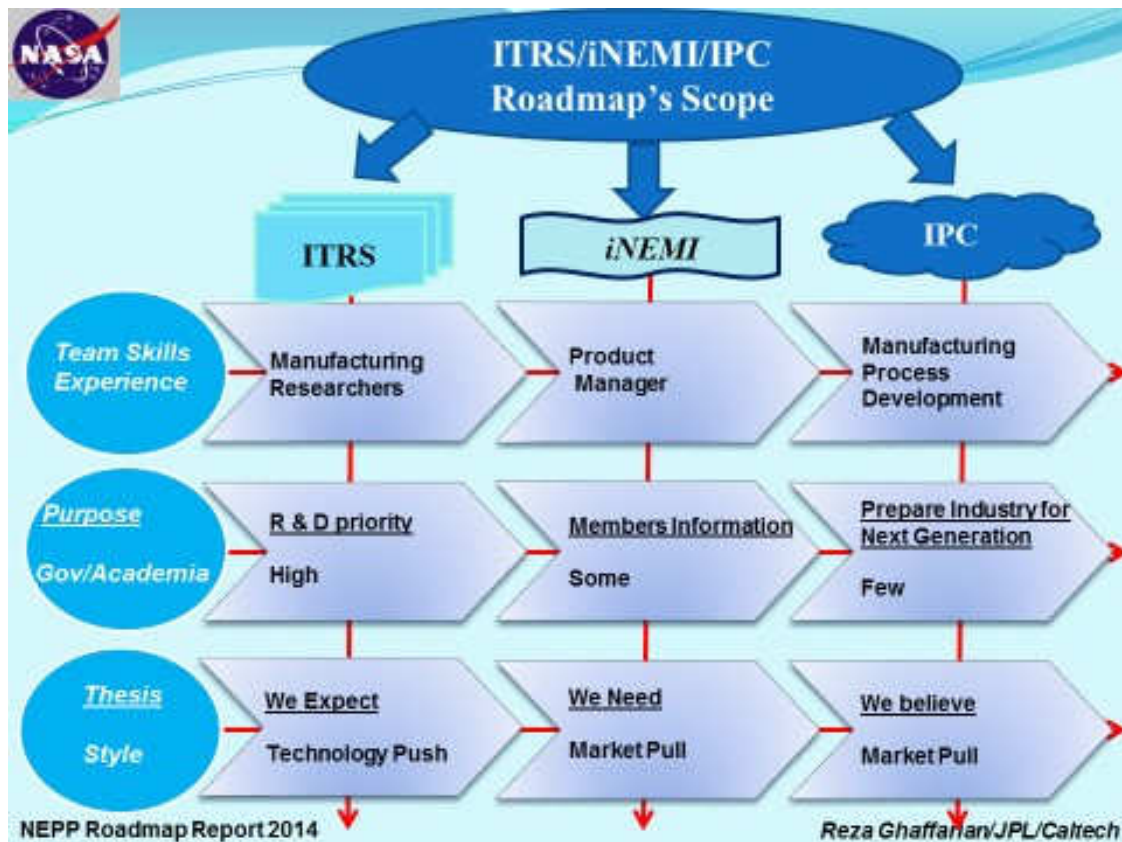 NASA
ITRS/iNEMI/IPC
Roadmap's Scope
ITRS
iNEMI
IPC
Team Skills
Experience
Manufacturing
Researchers
Product
Manager
Manufacturing
Process
Development
Purpose
Gov/Academia
R & D priority
High
Members Information
Some
Prepare Industry for
Next Generation
Few
Thesis
Style
We Expect
Technology Push
We Need
Market Pull
We believe
Market Pull
NEPP Roadmap Report 2014
Reza Ghaffarian/JPL/Caltech